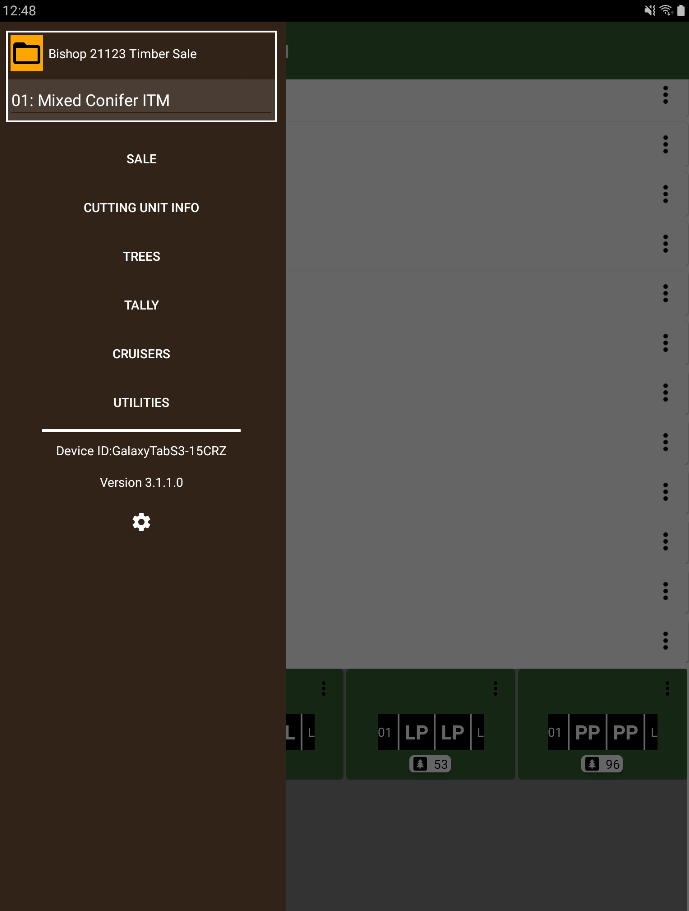 12:48
Bishop 21123 Timber Sale
01: Mixed Conifer ITM
SALE
CUTTING UNIT INFO
TREES
TALLY
CRUISERS
UTILITIES
Device ID:GalaxyTabS3-15CRZ
Version 3.1.1.0
L L
01 LP LP L
53
01 PP PP L
96